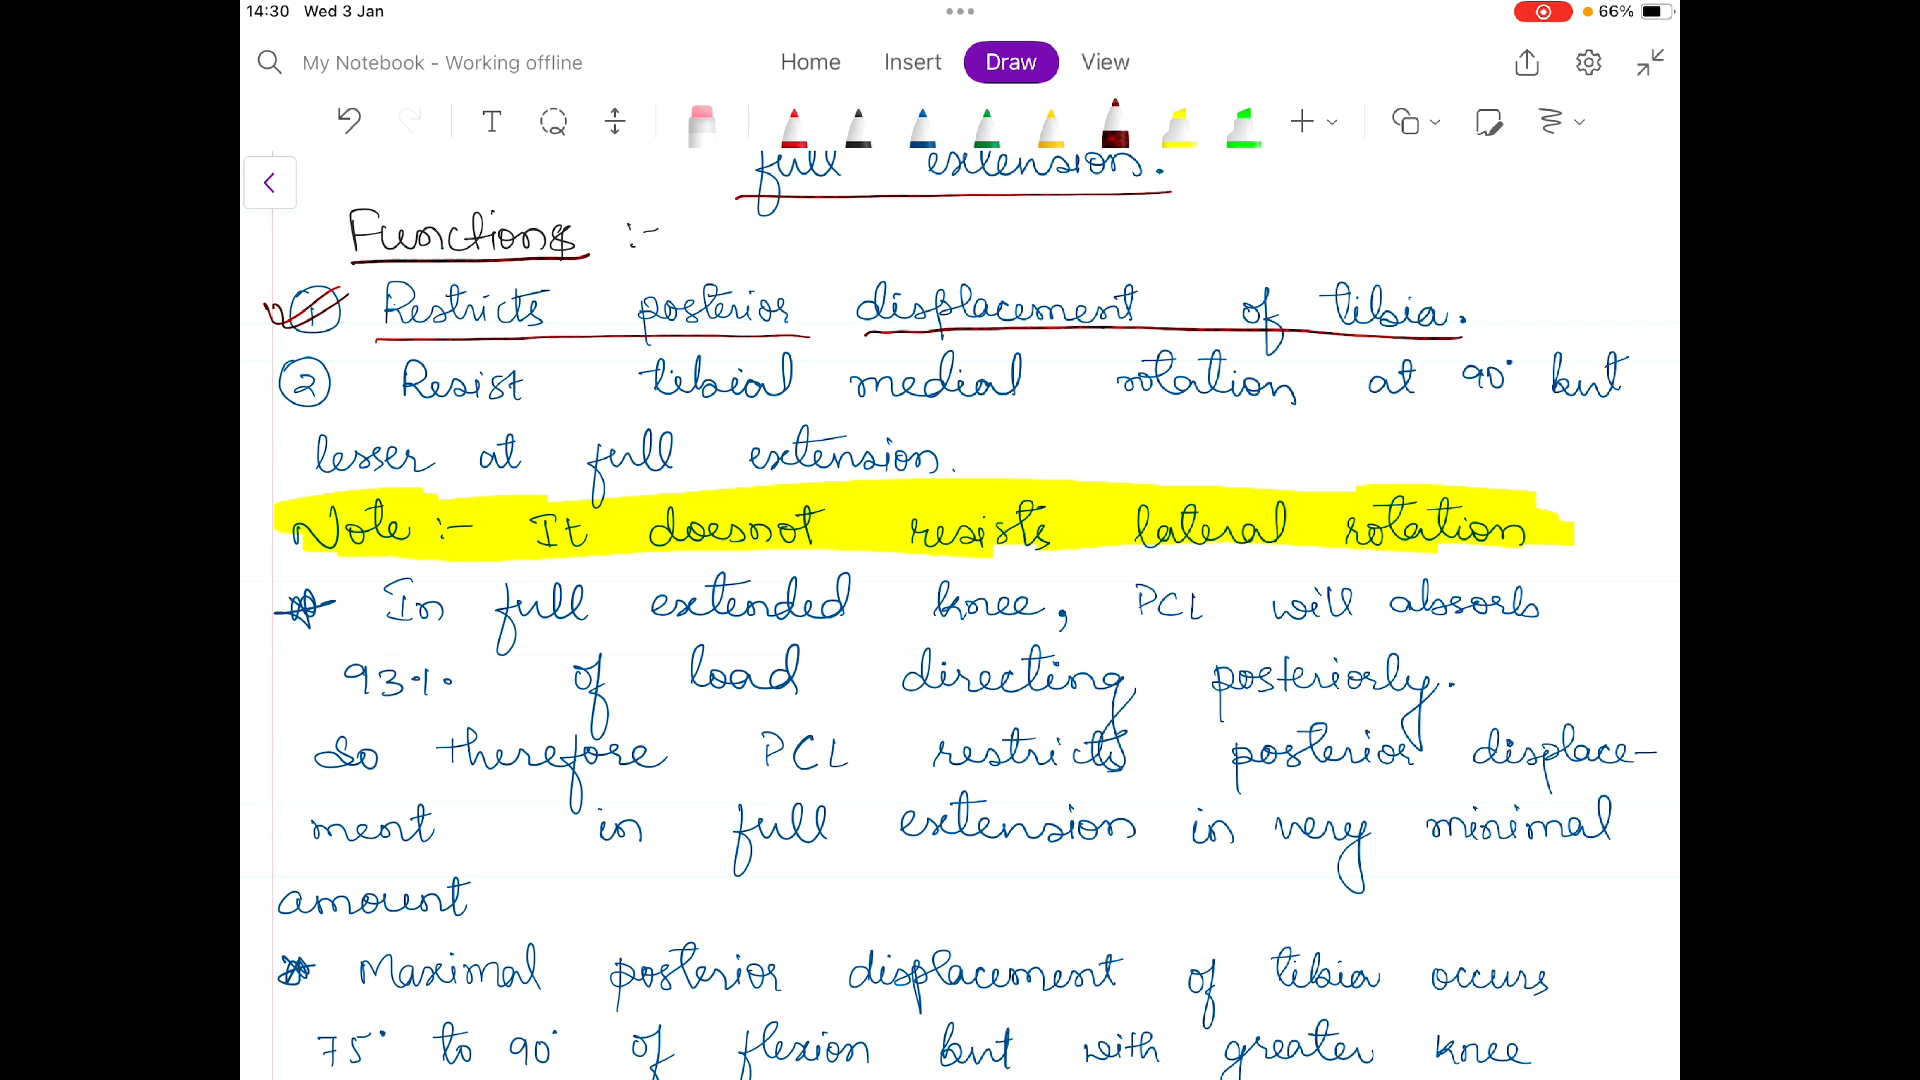 14:30 Wed 3 Jan
66%
My Notebook - Working offline
Home Insert Draw View
full extension.
Functions :-
① Restricts posterior displacement of tibia.
② Resist tibial medial rotation at 90° but
lesser at full extension.
Note :- It doesnot resists lateral rotation
In full extended knee, PCL will absorb
93% of load directing posteriorly.
So therefore PCL restricts posterior displace-
ment in full extension in very minimal
amount
Maximal posterior displacement of tibia occurs
75° to 90° of flexion but with greater knee